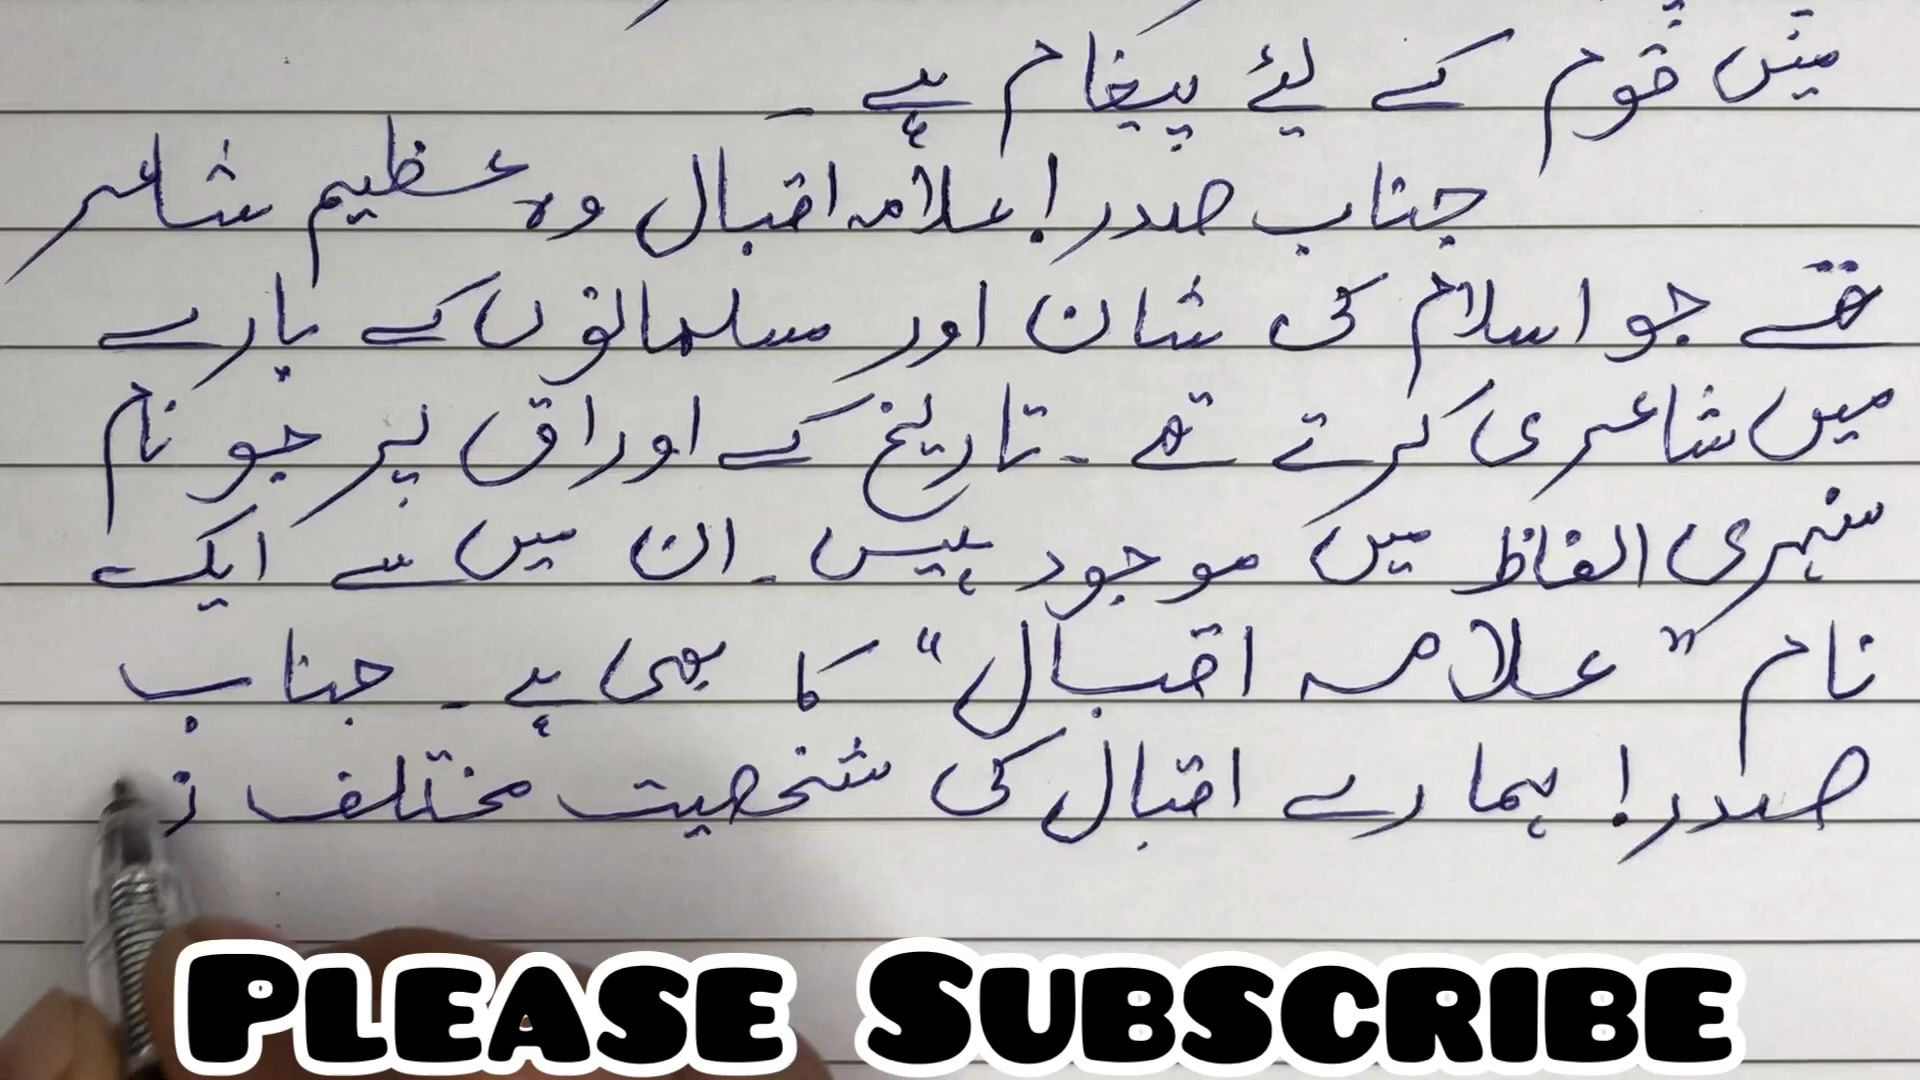 میں قوم کے لیۓ پیغام ہے ۔
جناب صدر! علامہ اقبال وہ عظیم شاعر
تھے جو اسلام کی شان اور مسلمانوں کے بارے
میں شاعری کرتے تھے ۔ تاریخ کے اوراق پر جو نام
سنہری الفاظ میں موجود ہیں ۔ ان میں سے ایک
نام "علامہ اقبال" کا بھی ہے ۔ جناب
صدر! ہمارے اقبال کی شخصیت مختلف ز
PLEASE SUBSCRIBE